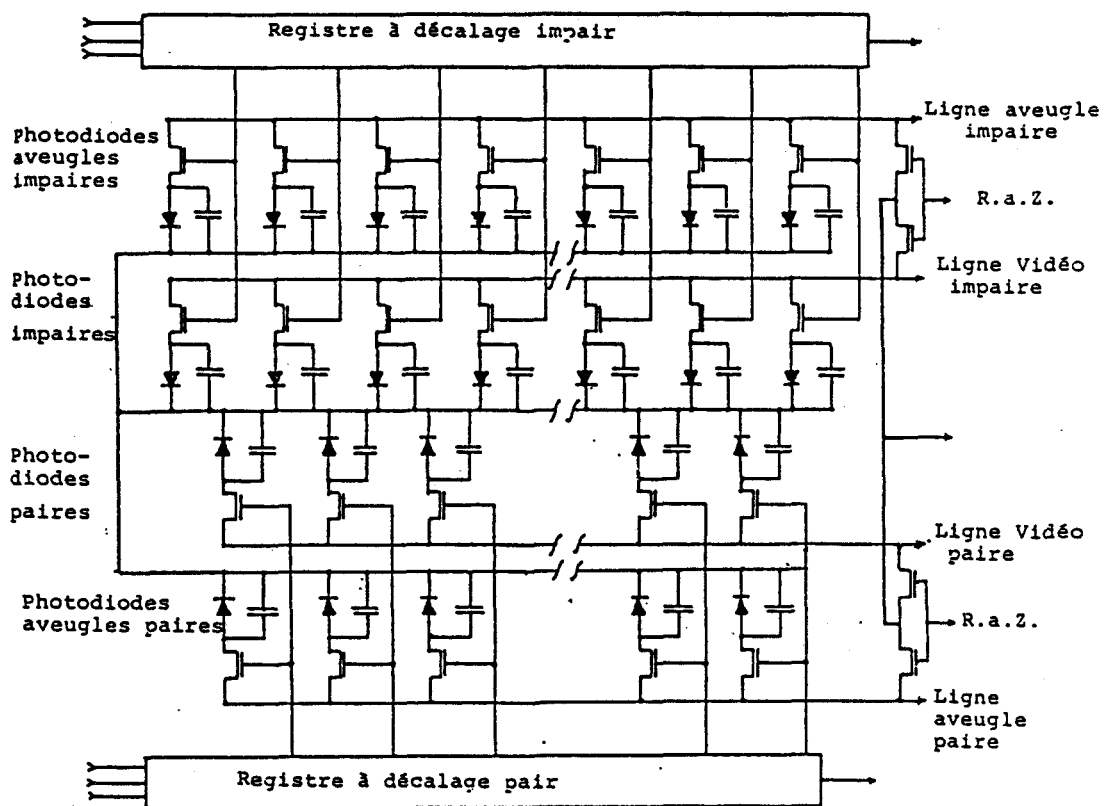 Registre à décalage impair
Ligne aveugle
impaire
Photodiodes
aveugles
impaires
R.a.Z.
Photo-
diodes
impaires
Ligne Vidéo
impaire
Photo-
diodes
paires
Ligne Vidéo
paire
Photodiodes
aveugles paires
R.a.Z.
Ligne
aveugle
paire
Registre à décalage pair